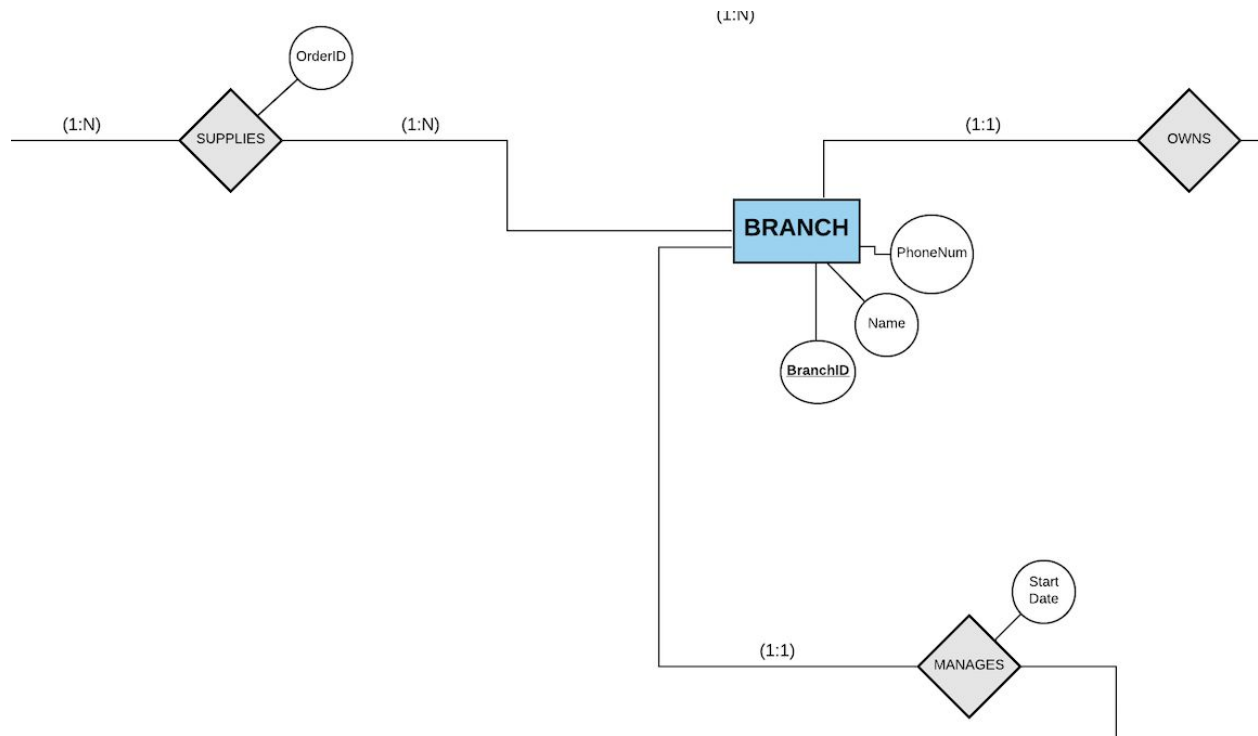 (1:N)
OrderID
(1:N)
SUPPLIES
(1:N)
(1:1)
OWNS
BRANCH
PhoneNum
Name
BranchID
Start
Date
(1:1)
MANAGES